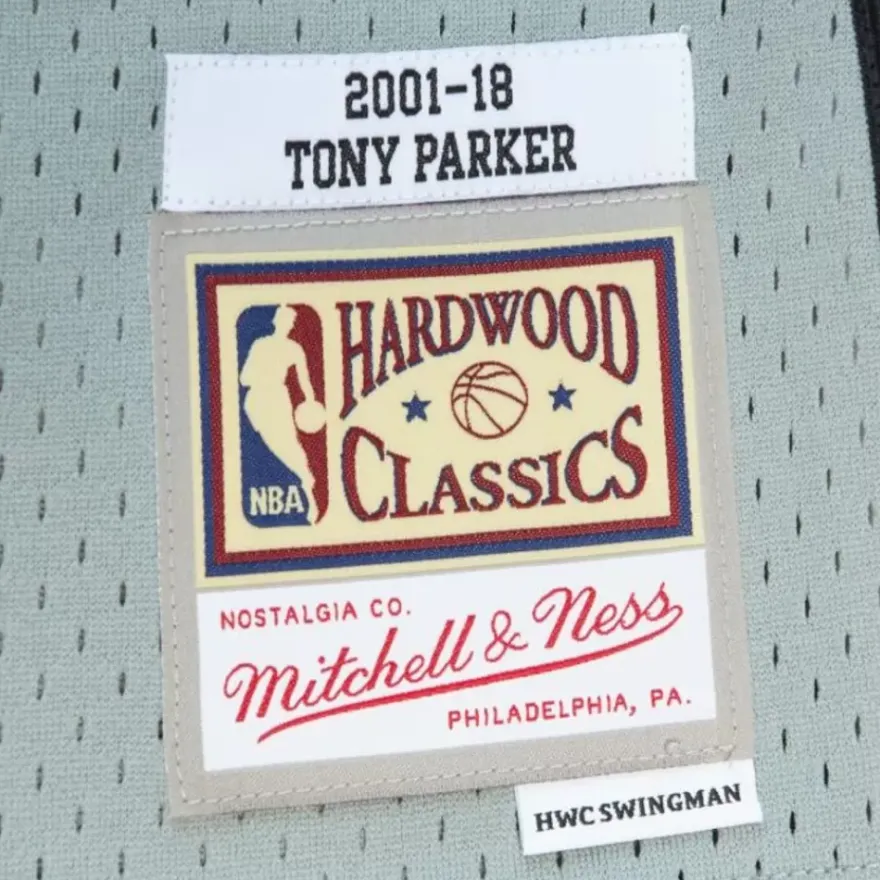 2001-18
TONY PARKER
HARDWOOD
CLASSICS
NBA
NOSTALGIA CO.
Mitchell & Ness
PHILADELPHIA, PA.
HWC SWINGMAN